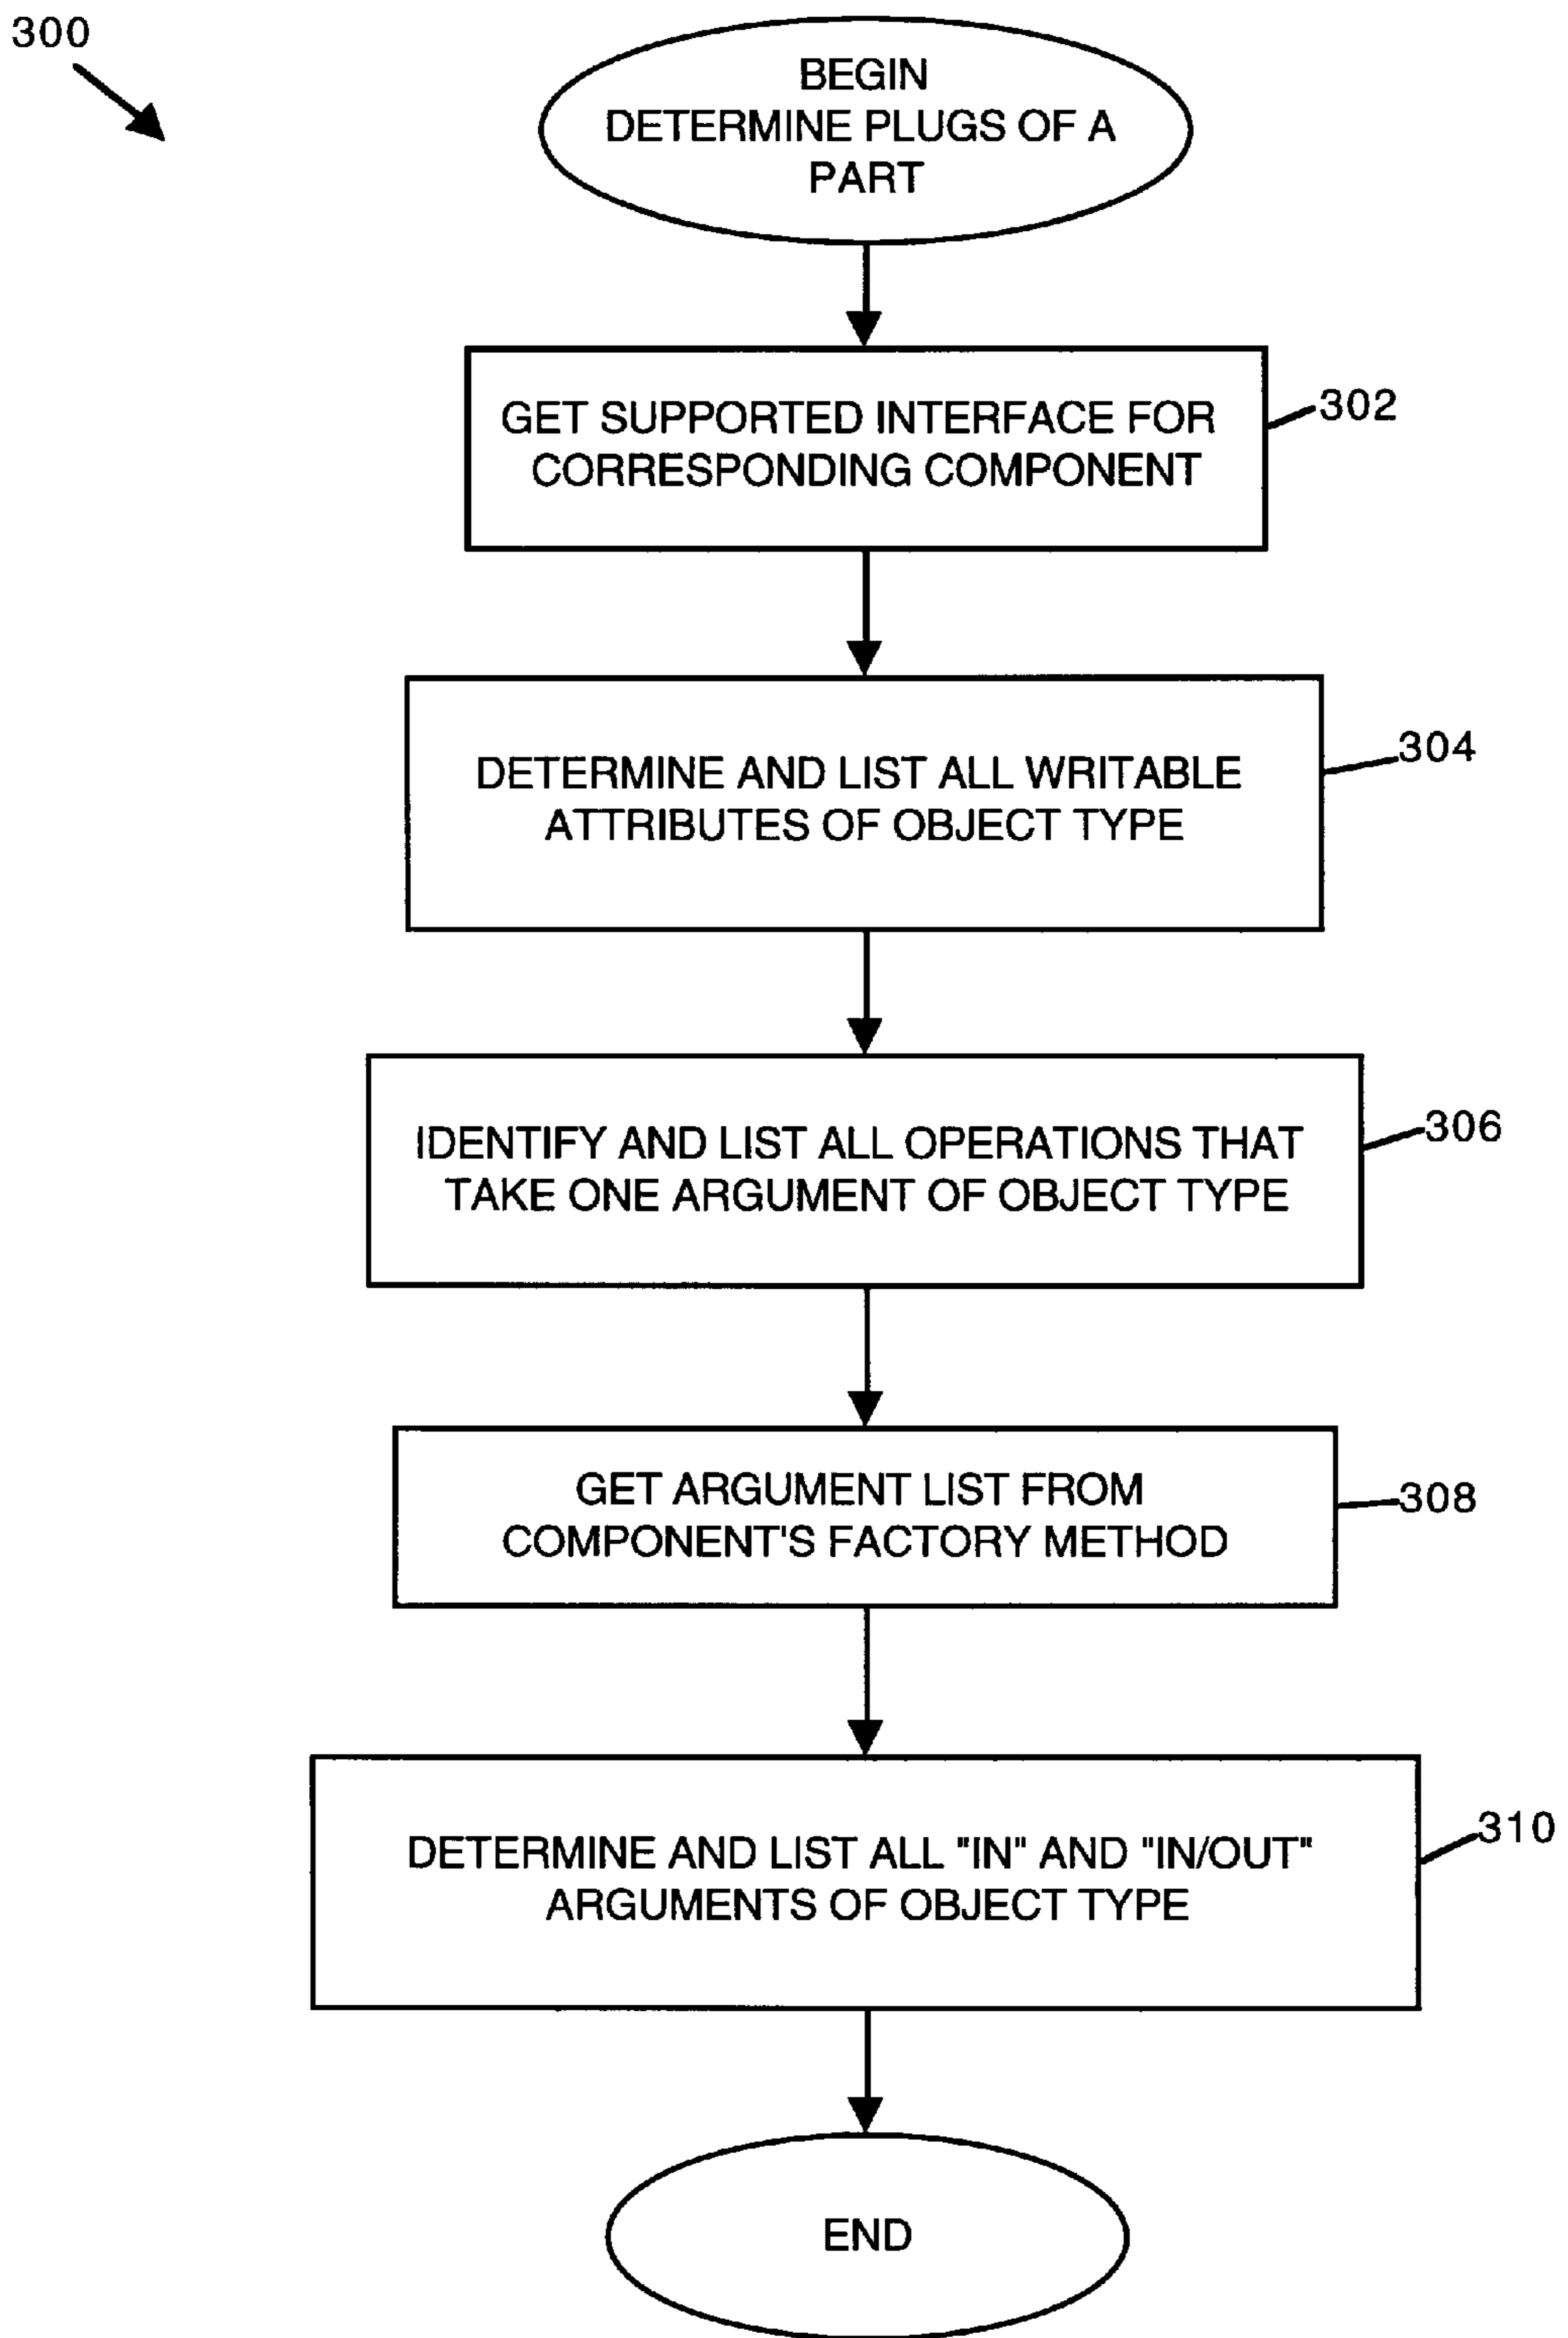 300
BEGIN
DETERMINE PLUGS OF A
PART
GET SUPPORTED INTERFACE FOR
CORRESPONDING COMPONENT
302
DETERMINE AND LIST ALL WRITABLE
ATTRIBUTES OF OBJECT TYPE
304
IDENTIFY AND LIST ALL OPERATIONS THAT
TAKE ONE ARGUMENT OF OBJECT TYPE
306
GET ARGUMENT LIST FROM
COMPONENT'S FACTORY METHOD
308
DETERMINE AND LIST ALL "IN" AND "IN/OUT"
ARGUMENTS OF OBJECT TYPE
310
END